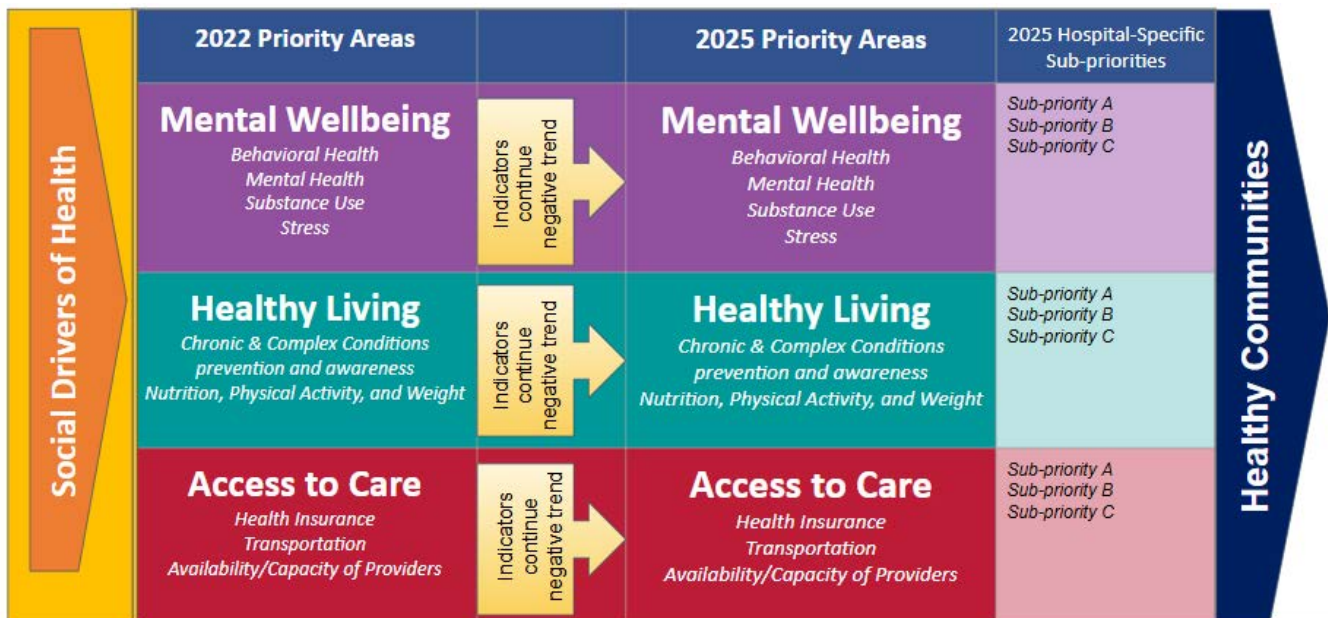 Social Drivers of Health
2022 Priority Areas
2025 Priority Areas
2025 Hospital-Specific
Sub-priorities
Mental Wellbeing
Behavioral Health
Mental Health
Substance Use
Stress
Indicators
continue
negative trend
Mental Wellbeing
Behavioral Health
Mental Health
Substance Use
Stress
Sub-priority A
Sub-priority B
Sub-priority C
Healthy Living
Chronic & Complex Conditions
prevention and awareness
Nutrition, Physical Activity, and Weight
Indicators
continue
negative trend
Healthy Living
Chronic & Complex Conditions
prevention and awareness
Nutrition, Physical Activity, and Weight
Sub-priority A
Sub-priority B
Sub-priority C
Access to Care
Health Insurance
Transportation
Availability/Capacity of Providers
Indicators
continue
negative trend
Access to Care
Health Insurance
Transportation
Availability/Capacity of Providers
Sub-priority A
Sub-priority B
Sub-priority C
Healthy Communities